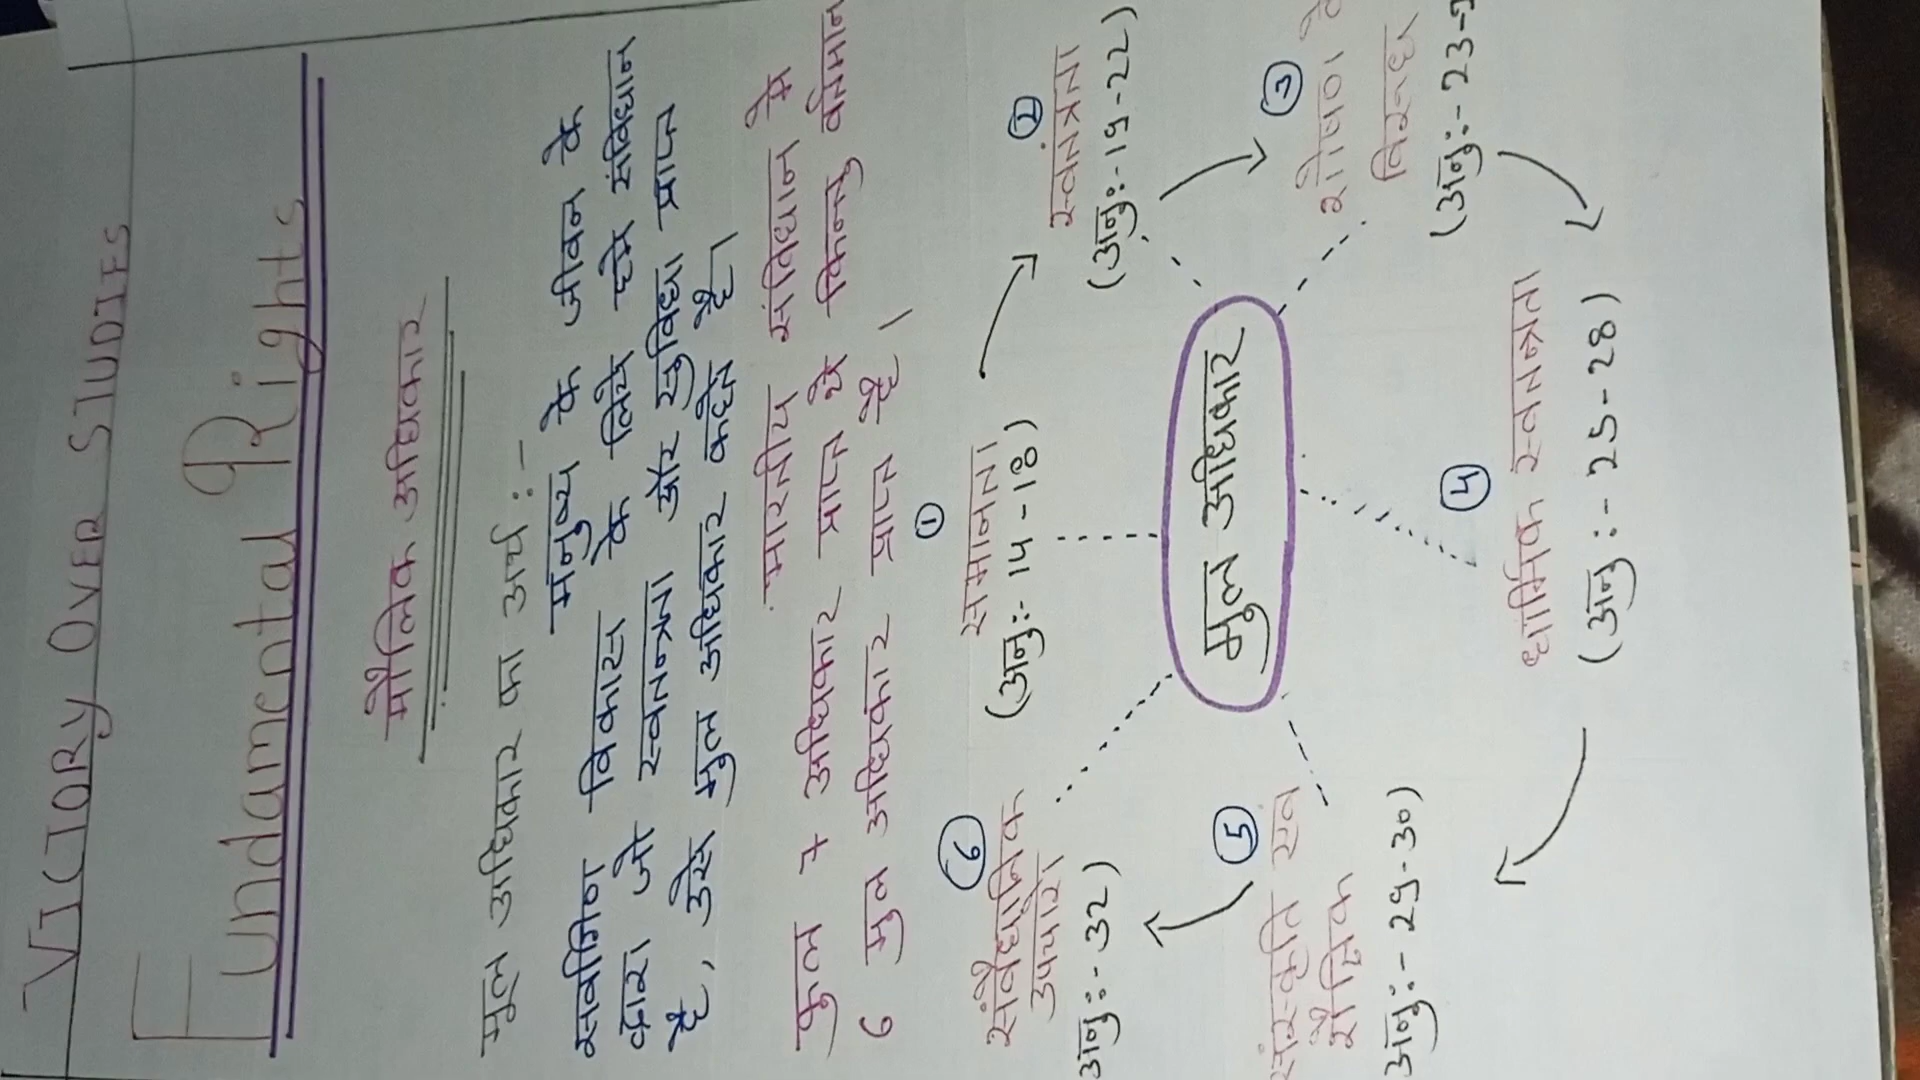 VICTORY OVER STUDIES
Fundamental Rights
मौलिक अधिकार
मूल अधिकार का अर्थ:-
मनुष्य के जीवन के
सर्वांगिण विकास के लिये हमे संविधान
द्वारा जो स्वतन्त्रता और सुविधा प्राप्त
है, उसे मुल अधिकार कहते है।
भारतीय संविधान मे
कुल 7 अधिकार प्राप्त थे किन्तु वर्तमान
6 मुल अधिकार प्राप्त है।
①
समानता
(अनु:- 14 - 18)
②
स्वतंत्रता
(अनु:-19-22)
③
शोषण के
विरुद्ध
(अनु:-23-
④
धार्मिक स्वतन्त्रता
(अनु:- 25-28)
⑤
संस्कृति एव
शैक्षिक
अनु:- 29-30)
⑥
संवैधानिक
उपचारो
अनु:-32)
मुल अधिकार